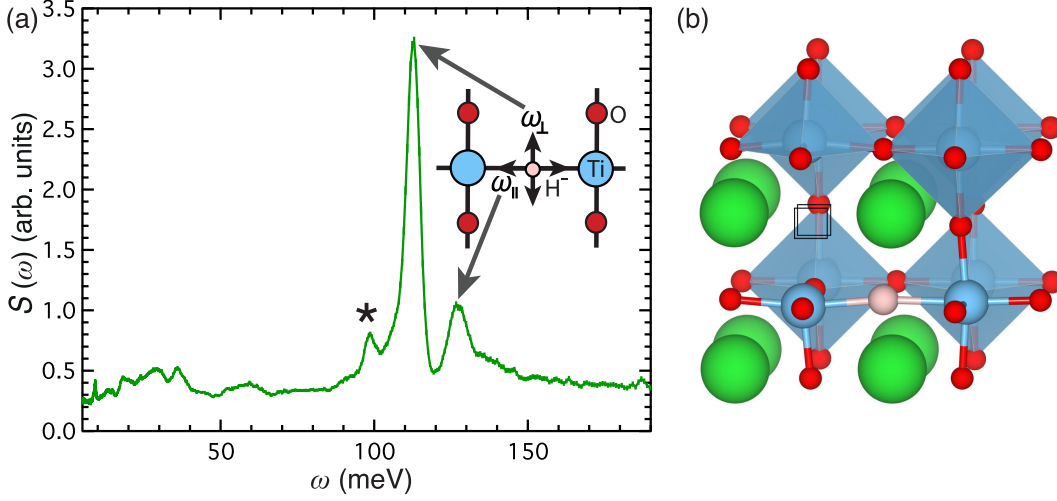 (a)
(b)
3.5
3.0
2.5
2.0
1.5
1.0
0.5
0.0
S(ω) (arb. units)
ω⊥
O
ω∥
H⁻
Ti
*
50
100
150
ω (meV)